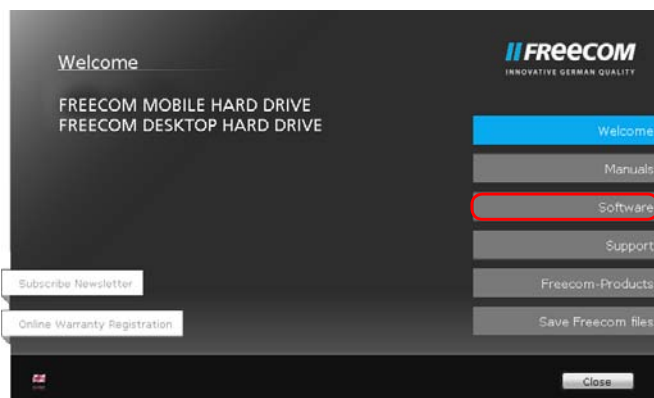 Welcome
FREECOM MOBILE HARD DRIVE
FREECOM DESKTOP HARD DRIVE
FREECOM
INNOVATIVE GERMAN QUALITY
Welcome
Manuals
Software
Support
Freecom-Products
Save Freecom files
Subscribe Newsletter
Online Warranty Registration
Close